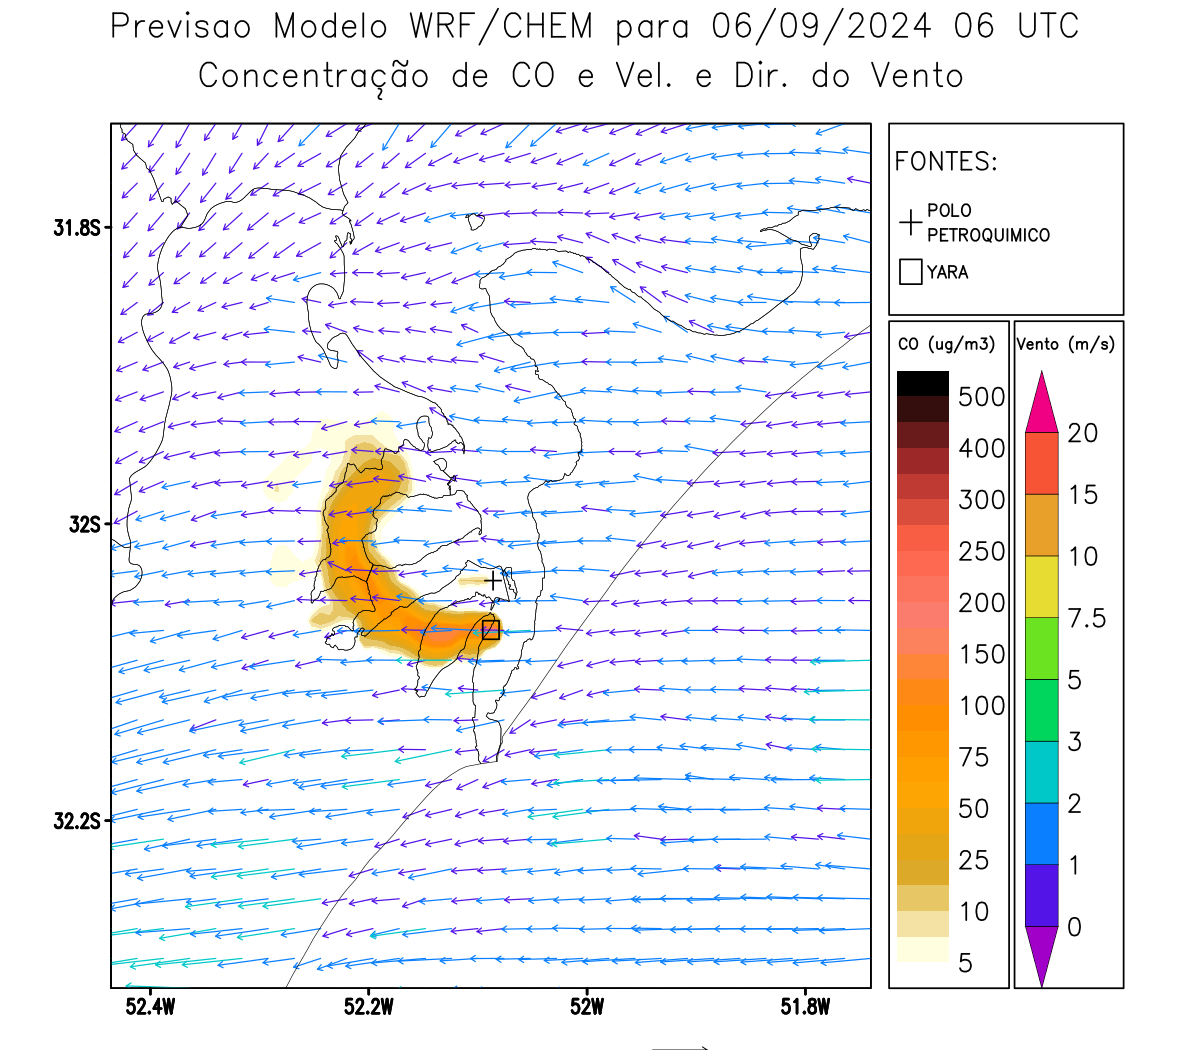 Previsao Modelo WRF/CHEM para 06/09/2024 06 UTC
Concentração de CO e Vel. e Dir. do Vento
FONTES:
POLO
PETROQUIMICO
YARA
CO (ug/m3)
500
400
300
250
200
150
100
75
50
25
10
5
Vento (m/s)
20
15
10
7.5
5
3
2
1
0
31.8S
32S
32.2S
52.4W
52.2W
52W
51.8W